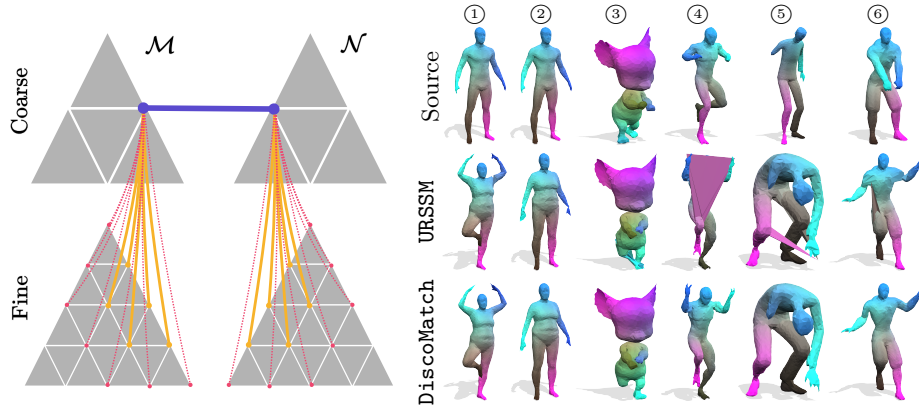 ℳ
𝒩
Coarse
Fine
① ② ③ ④ ⑤ ⑥
Source
URSSM
DiscoMatch